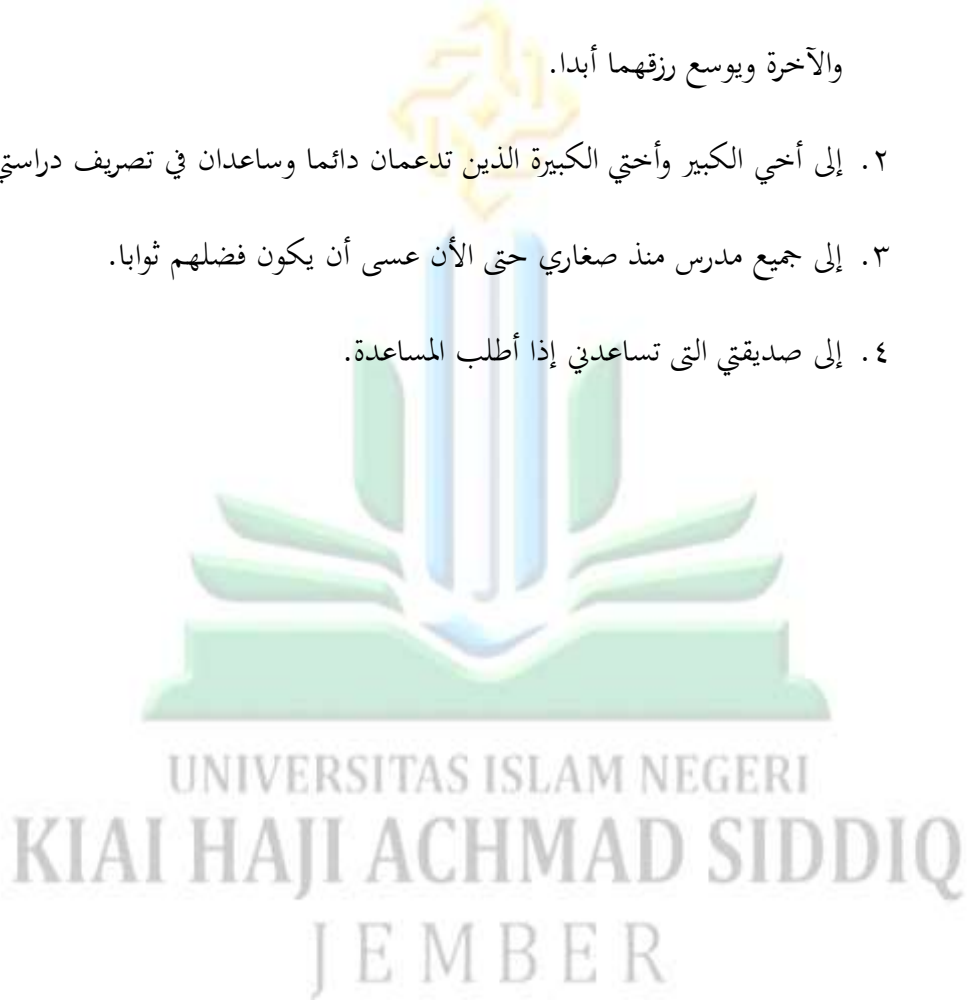 والآخرة ويوسع رزقهما أبدا.
٢. إلى أخي الكبير وأختي الكبيرة الذين تدعمان دائما وساعدان في تصريف دراستي
٣. إلى جميع مدرس منذ صغاري حتى الأن عسى أن يكون فضلهم ثوابا.
٤. إلى صديقتي التى تساعدني إذا أطلب المساعدة.
UNIVERSITAS ISLAM NEGERI
KIAI HAJI ACHMAD SIDDIQ
JEMBER